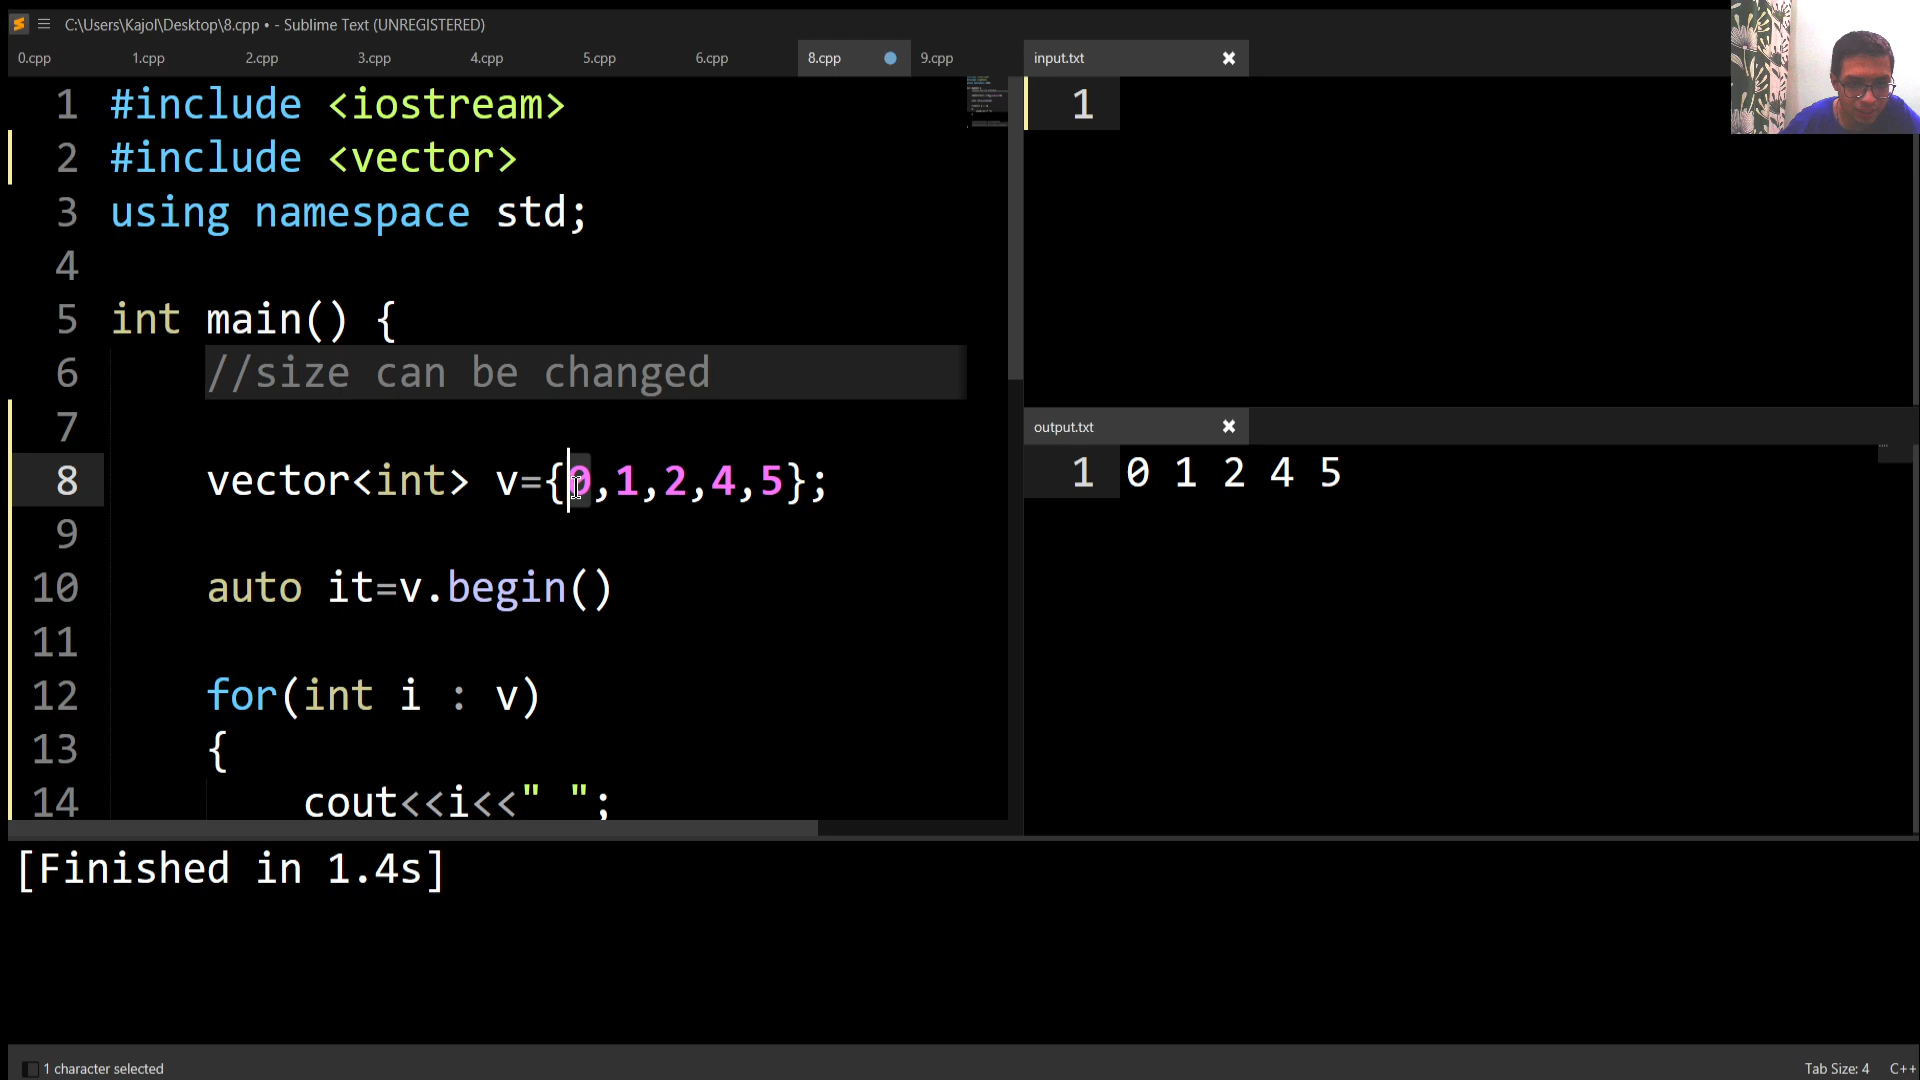 C:\Users\Kajol\Desktop\8.cpp • - Sublime Text (UNREGISTERED)
0.cpp 1.cpp 2.cpp 3.cpp 4.cpp 5.cpp 6.cpp 8.cpp 9.cpp
1 #include <iostream>
2 #include <vector>
3 using namespace std;
4
5 int main() {
6 //size can be changed
7
8 vector<int> v={0,1,2,4,5};
9
10 auto it=v.begin()
11
12 for(int i : v)
13 {
14 cout<<i<<" ";
input.txt
1
output.txt
1 0 1 2 4 5
[Finished in 1.4s]
1 character selected
Tab Size: 4 C++